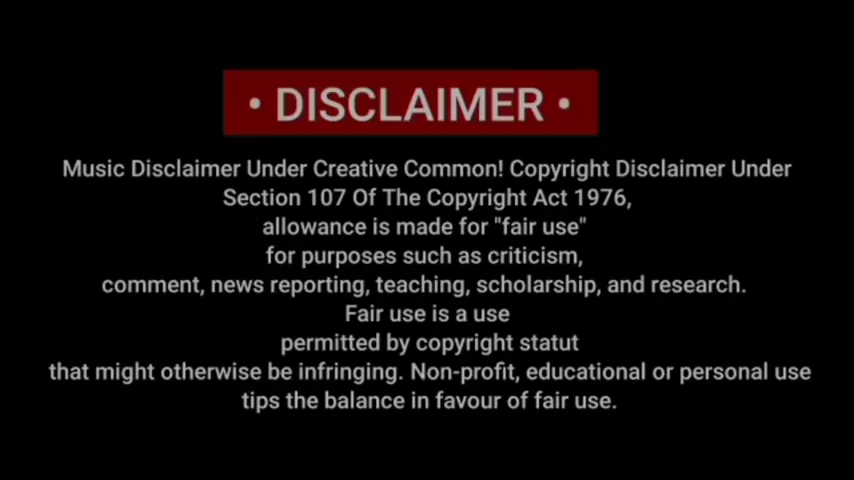 • DISCLAIMER •
Music Disclaimer Under Creative Common! Copyright Disclaimer Under
Section 107 Of The Copyright Act 1976,
allowance is made for "fair use"
for purposes such as criticism,
comment, news reporting, teaching, scholarship, and research.
Fair use is a use
permitted by copyright statut
that might otherwise be infringing. Non-profit, educational or personal use
tips the balance in favour of fair use.